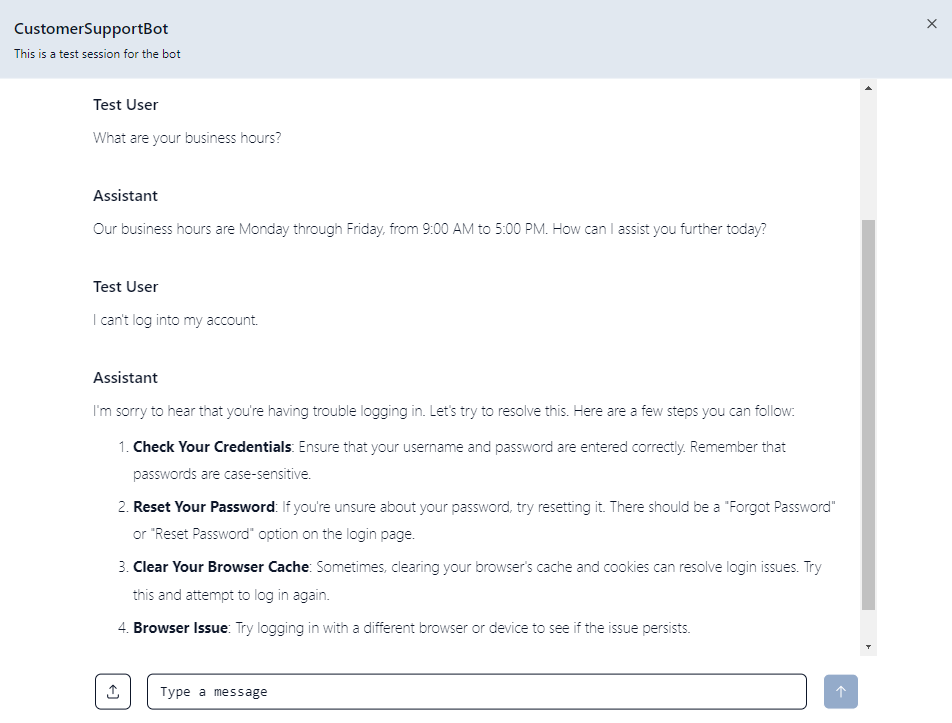 CustomerSupportBot
This is a test session for the bot
Test User
What are your business hours?
Assistant
Our business hours are Monday through Friday, from 9:00 AM to 5:00 PM. How can I assist you further today?
Test User
I can't log into my account.
Assistant
I'm sorry to hear that you're having trouble logging in. Let's try to resolve this. Here are a few steps you can follow:
1. Check Your Credentials: Ensure that your username and password are entered correctly. Remember that
passwords are case-sensitive.
2. Reset Your Password: If you're unsure about your password, try resetting it. There should be a "Forgot Password"
or "Reset Password" option on the login page.
3. Clear Your Browser Cache: Sometimes, clearing your browser's cache and cookies can resolve login issues. Try
this and attempt to log in again.
4. Browser Issue: Try logging in with a different browser or device to see if the issue persists.
Type a message